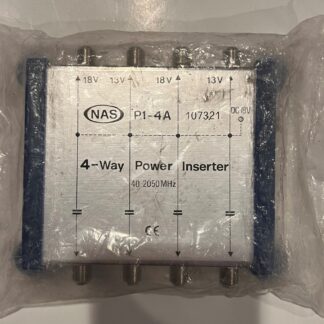 18V 13V 18V 13V
NAS P1-4A 107321
DC 18V
4-Way Power Inserter
40-2050MHz
CE